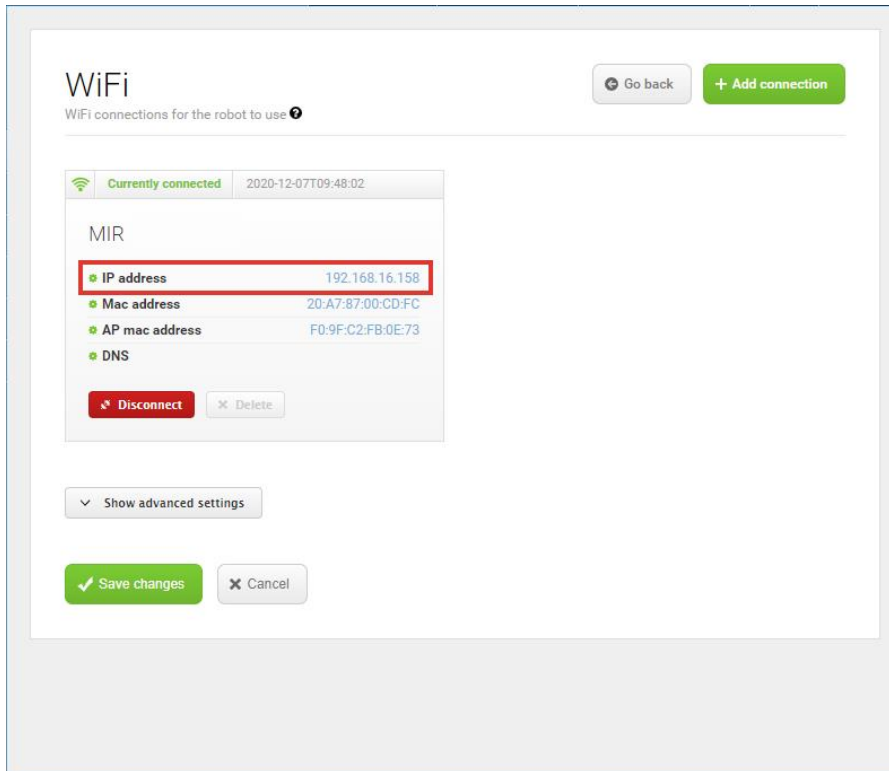 WiFi
Go back
+ Add connection
WiFi connections for the robot to use ?
Currently connected 2020-12-07T09:48:02
MIR
IP address 192.168.16.158
Mac address 20:A7:87:00:CD:FC
AP mac address F0:9F:C2:FB:0E:73
DNS
Disconnect
Delete
Show advanced settings
Save changes
Cancel